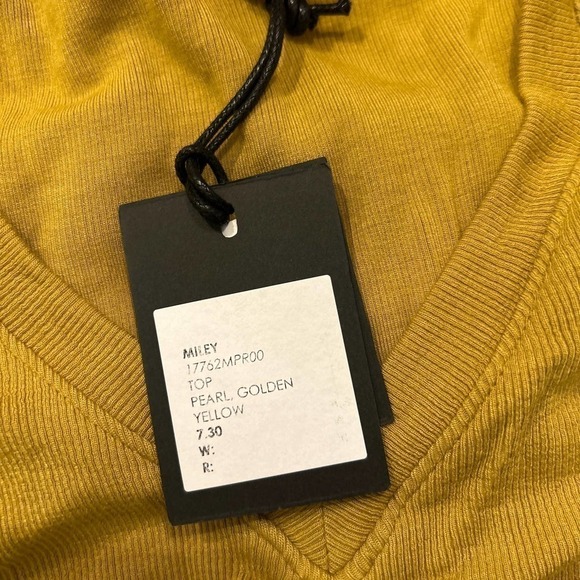 MILEY
17762MPR00
TOP
PEARL, GOLDEN
YELLOW
7.30
W:
R: